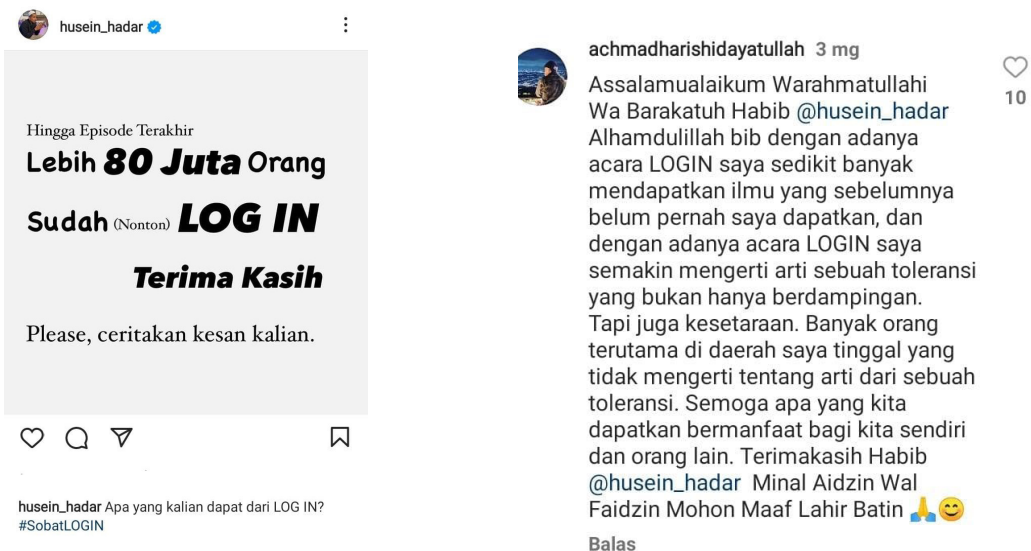 husein_hadar
Hingga Episode Terakhir
Lebih 80 Juta Orang
Sudah (Nonton) LOG IN
Terima Kasih
Please, ceritakan kesan kalian.
husein_hadar Apa yang kalian dapat dari LOG IN?
#SobatLOGIN
achmadharishidayatullah 3 mg
Assalamualaikum Warahmatullahi
Wa Barakatuh Habib @husein_hadar
Alhamdulillah bib dengan adanya
acara LOGIN saya sedikit banyak
mendapatkan ilmu yang sebelumnya
belum pernah saya dapatkan, dan
dengan adanya acara LOGIN saya
semakin mengerti arti sebuah toleransi
yang bukan hanya berdampingan.
Tapi juga kesetaraan. Banyak orang
terutama di daerah saya tinggal yang
tidak mengerti tentang arti dari sebuah
toleransi. Semoga apa yang kita
dapatkan bermanfaat bagi kita sendiri
dan orang lain. Terimakasih Habib
@husein_hadar Minal Aidzin Wal
Faidzin Mohon Maaf Lahir Batin 🙏😊
Balas
10